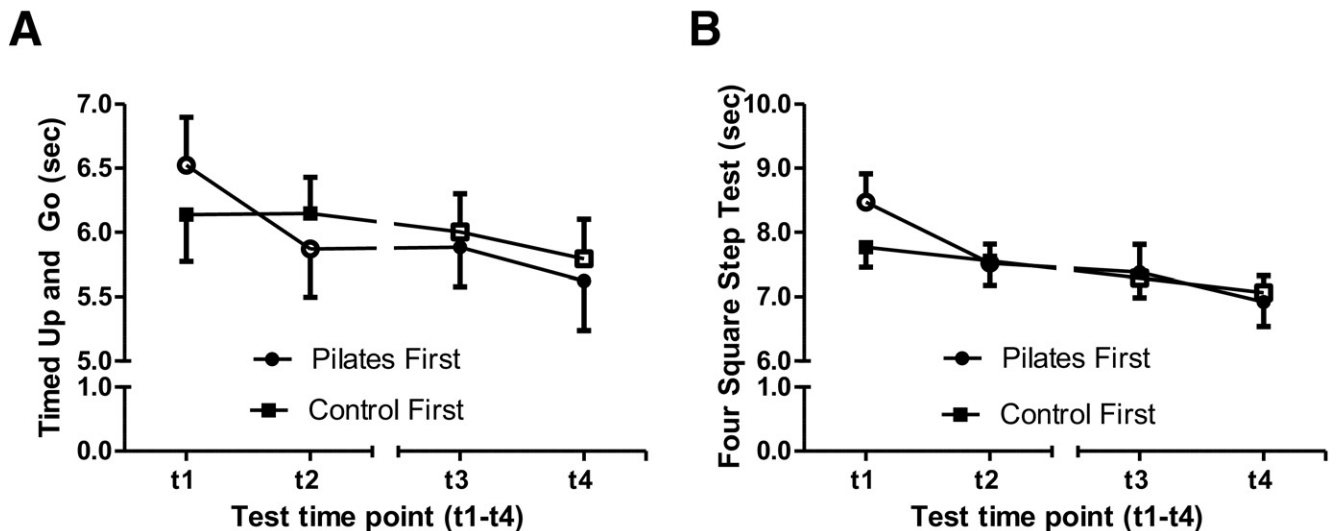 A
Timed Up and Go (sec)
7.0
6.5
6.0
5.5
5.0
1.0
0.0
Pilates First
Control First
t1 t2 t3 t4
Test time point (t1-t4)
B
Four Square Step Test (sec)
10.0
9.0
8.0
7.0
6.0
1.0
0.0
Pilates First
Control First
t1 t2 t3 t4
Test time point (t1-t4)